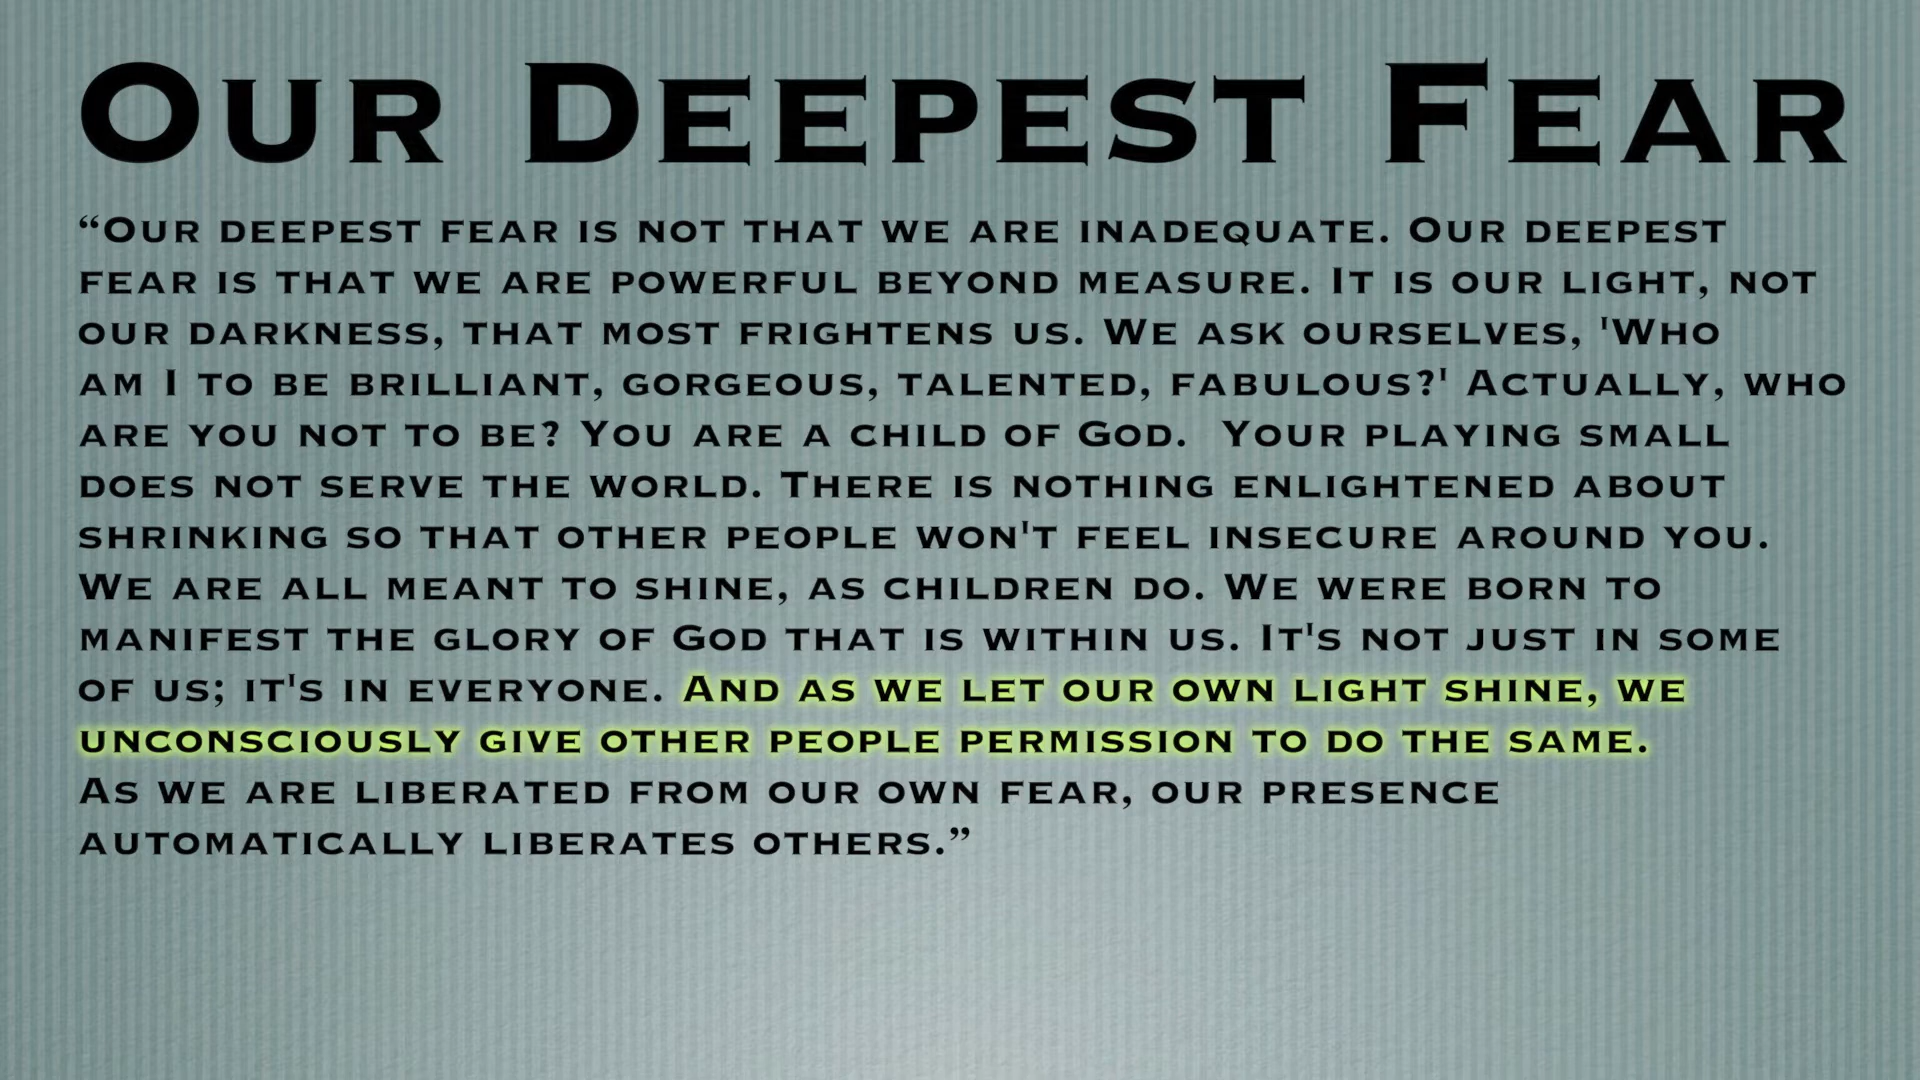 Our Deepest Fear
“Our deepest fear is not that we are inadequate. Our deepest
fear is that we are powerful beyond measure. It is our light, not
our darkness, that most frightens us. We ask ourselves, 'Who
am I to be brilliant, gorgeous, talented, fabulous?' Actually, who
are you not to be? You are a child of God.  Your playing small
does not serve the world. There is nothing enlightened about
shrinking so that other people won't feel insecure around you.
We are all meant to shine, as children do. We were born to
manifest the glory of God that is within us. It's not just in some
of us; it's in everyone. And as we let our own light shine, we
unconsciously give other people permission to do the same.
As we are liberated from our own fear, our presence
automatically liberates others.”